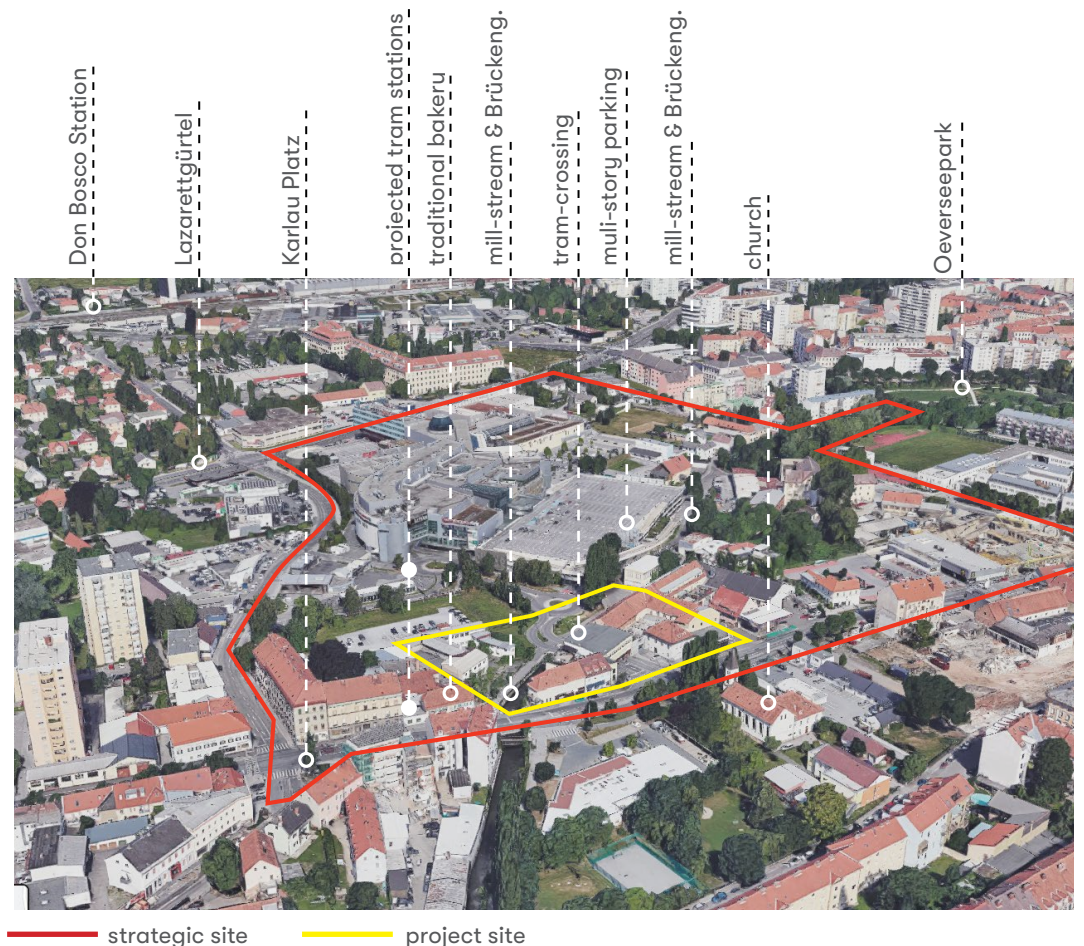 Don Bosco Station
Lazarettgürtel
Karlau Platz
projected tram stations
traditional bakeru
mill-stream & Brückeng.
tram-crossing
muli-story parking
mill-stream & Brückeng.
church
Oeverseepark
strategic site
project site